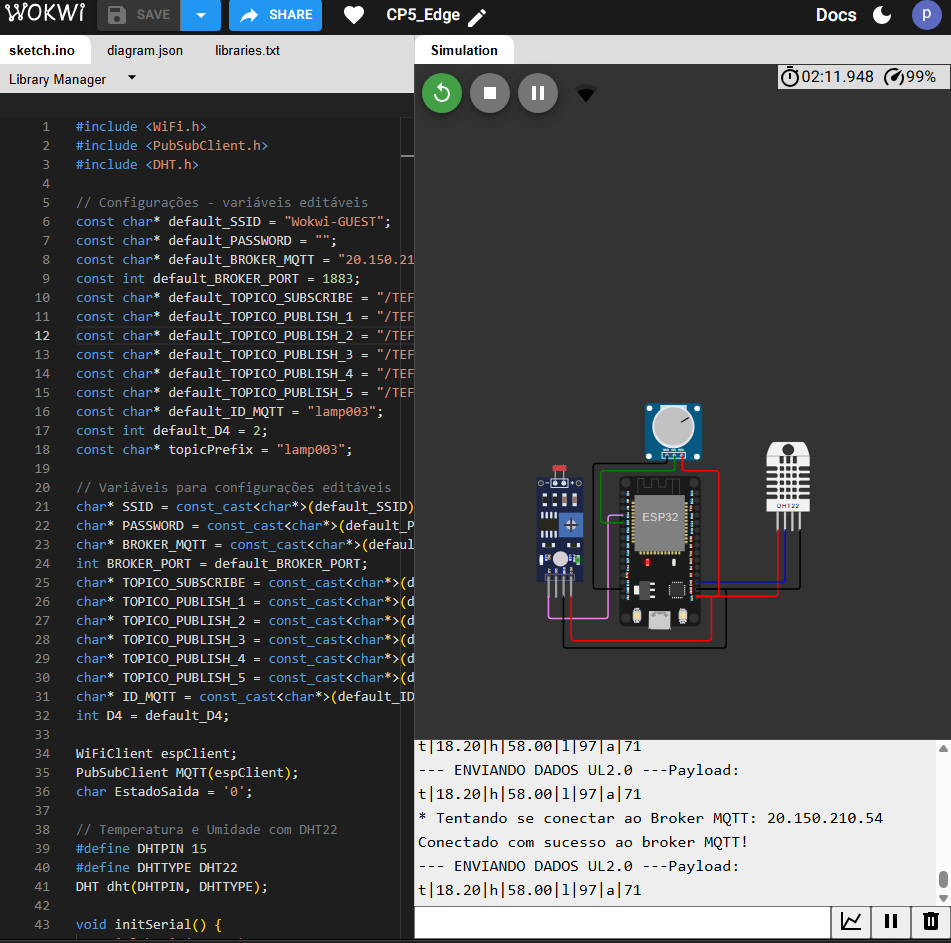 WOKWI
SAVE
SHARE
CP5_Edge
Docs
p
sketch.ino
diagram.json
libraries.txt
Library Manager
Simulation
02:11.948
99%
1 #include <WiFi.h>
2 #include <PubSubClient.h>
3 #include <DHT.h>
4
5 // Configurações - variáveis editáveis
6 const char* default_SSID = "Wokwi-GUEST";
7 const char* default_PASSWORD = "";
8 const char* default_BROKER_MQTT = "20.150.21
9 const int default_BROKER_PORT = 1883;
10 const char* default_TOPICO_SUBSCRIBE = "/TEF
11 const char* default_TOPICO_PUBLISH_1 = "/TEF
12 const char* default_TOPICO_PUBLISH_2 = "/TEF
13 const char* default_TOPICO_PUBLISH_3 = "/TEF
14 const char* default_TOPICO_PUBLISH_4 = "/TEF
15 const char* default_TOPICO_PUBLISH_5 = "/TEF
16 const char* default_ID_MQTT = "lamp003";
17 const int default_D4 = 2;
18 const char* topicPrefix = "lamp003";
19
20 // Variáveis para configurações editáveis
21 char* SSID = const_cast<char*>(default_SSID)
22 char* PASSWORD = const_cast<char*>(default_P
23 char* BROKER_MQTT = const_cast<char*>(defaul
24 int BROKER_PORT = default_BROKER_PORT;
25 char* TOPICO_SUBSCRIBE = const_cast<char*>(d
26 char* TOPICO_PUBLISH_1 = const_cast<char*>(d
27 char* TOPICO_PUBLISH_2 = const_cast<char*>(d
28 char* TOPICO_PUBLISH_3 = const_cast<char*>(d
29 char* TOPICO_PUBLISH_4 = const_cast<char*>(d
30 char* TOPICO_PUBLISH_5 = const_cast<char*>(d
31 char* ID_MQTT = const_cast<char*>(default_ID
32 int D4 = default_D4;
33
34 WiFiClient espClient;
35 PubSubClient MQTT(espClient);
36 char EstadoSaida = '0';
37
38 // Temperatura e Umidade com DHT22
39 #define DHTPIN 15
40 #define DHTTYPE DHT22
41 DHT dht(DHTPIN, DHTTYPE);
42
43 void initSerial() {
ESP32
DHT22
t|18.20|h|58.00|l|97|a|71
--- ENVIANDO DADOS UL2.0 ---Payload:
t|18.20|h|58.00|l|97|a|71
* Tentando se conectar ao Broker MQTT: 20.150.210.54
Conectado com sucesso ao broker MQTT!
--- ENVIANDO DADOS UL2.0 ---Payload:
t|18.20|h|58.00|l|97|a|71